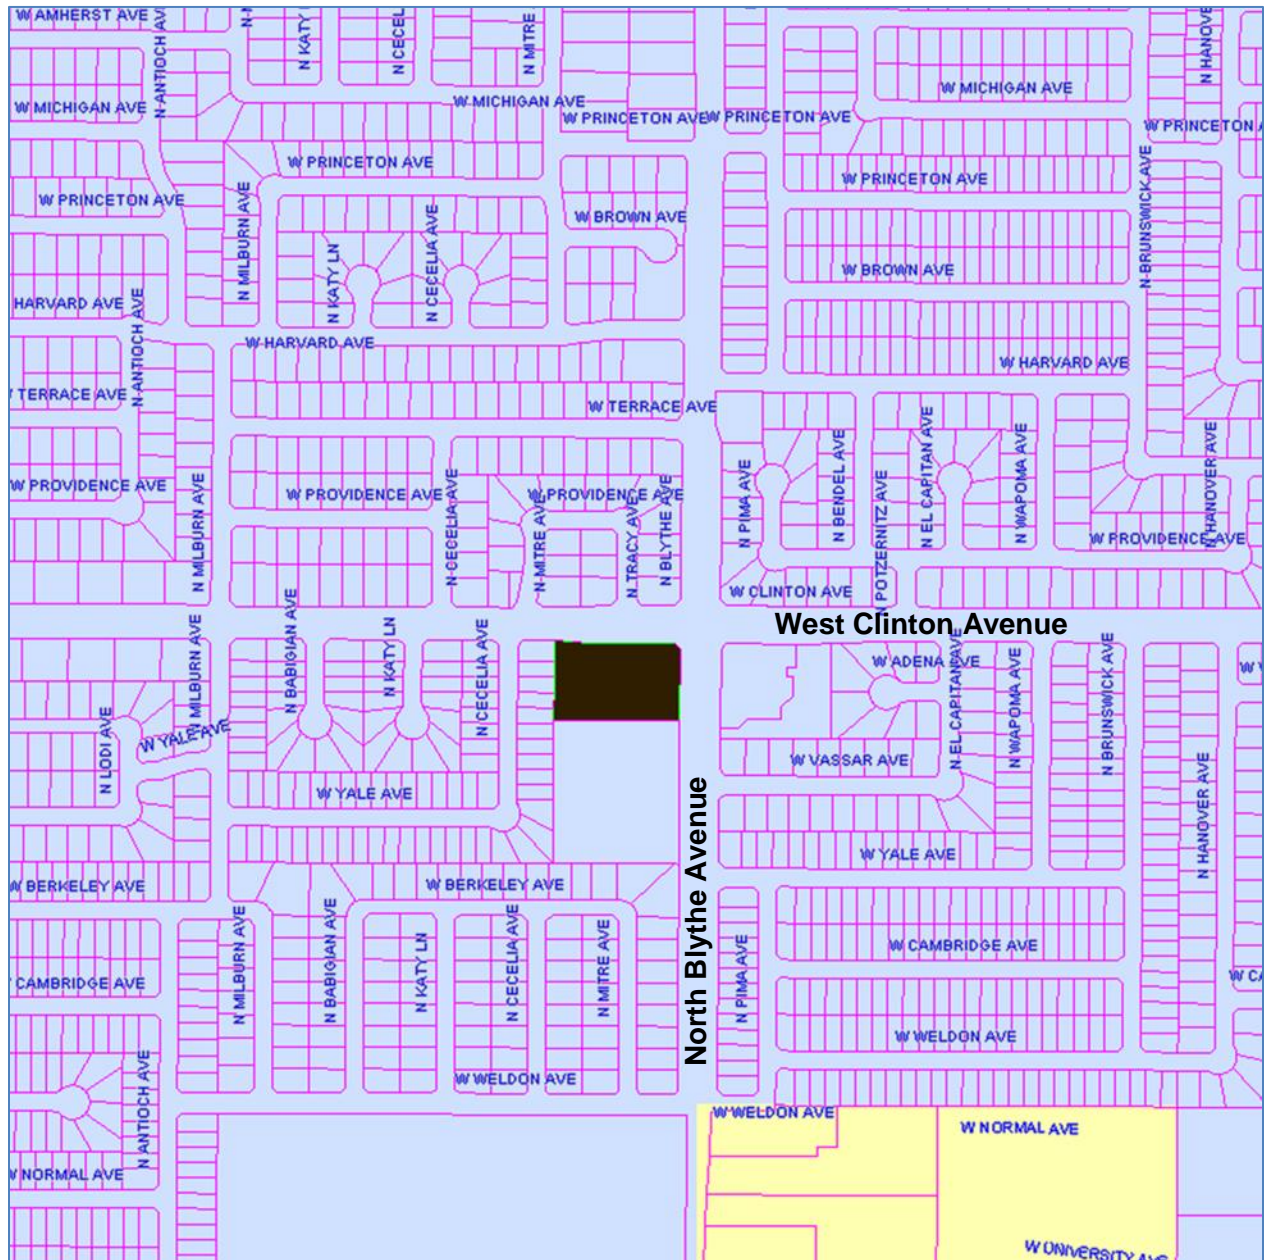 W AMHERST AVE
N ANTIOCH AVE
N KATY
N CECEL
N MITRE
N HANOVE
W MICHIGAN AVE
W MICHIGAN AVE
W MICHIGAN AVE
W PRINCETON AVE
W PRINCETON AVE
W PRINCETON
W PRINCETON AVE
W PRINCETON AVE
W PRINCETON AVE
N MILBURN AVE
N BRUNSWICK AVE
W BROWN AVE
N KATY LN
N CECELIA AVE
W BROWN AVE
HARVARD AVE
N ANTIOCH AVE
W HARVARD AVE
W HARVARD AVE
TERRACE AVE
W TERRACE AVE
W PROVIDENCE AVE
N MILBURN AVE
W PROVIDENCE AVE
N CECELIA AVE
W PROVIDENCE AVE
N MITRE AVE
N TRACY AVE
N BLYTHE AVE
N PIMA AVE
N BENDEL AVE
N POTZERNITZ AVE
N EL CAPITAN AVE
N WAPOMA AVE
W PROVIDENCE AVE
N HANOVER AVE
W CLINTON AVE
West Clinton Avenue
N MILBURN AVE
N BABIGIAN AVE
N KATY LN
N CECELIA AVE
W ADENA AVE
N EL CAPITAN AVE
N WAPOMA AVE
N BRUNSWICK AVE
W
N LODI AVE
W YALE AVE
W VASSAR AVE
N HANOVER AVE
W YALE AVE
North Blythe Avenue
W YALE AVE
W BERKELEY AVE
W BERKELEY AVE
N MILBURN AVE
N BABIGIAN AVE
N KATY LN
N CECELIA AVE
N MITRE AVE
N PIMA AVE
W CAMBRIDGE AVE
CAMBRIDGE AVE
W CA
W WELDON AVE
N ANTIOCH AVE
W WELDON AVE
W WELDON AVE
W NORMAL AVE
W NORMAL AVE
W UNIVERSITY AVE